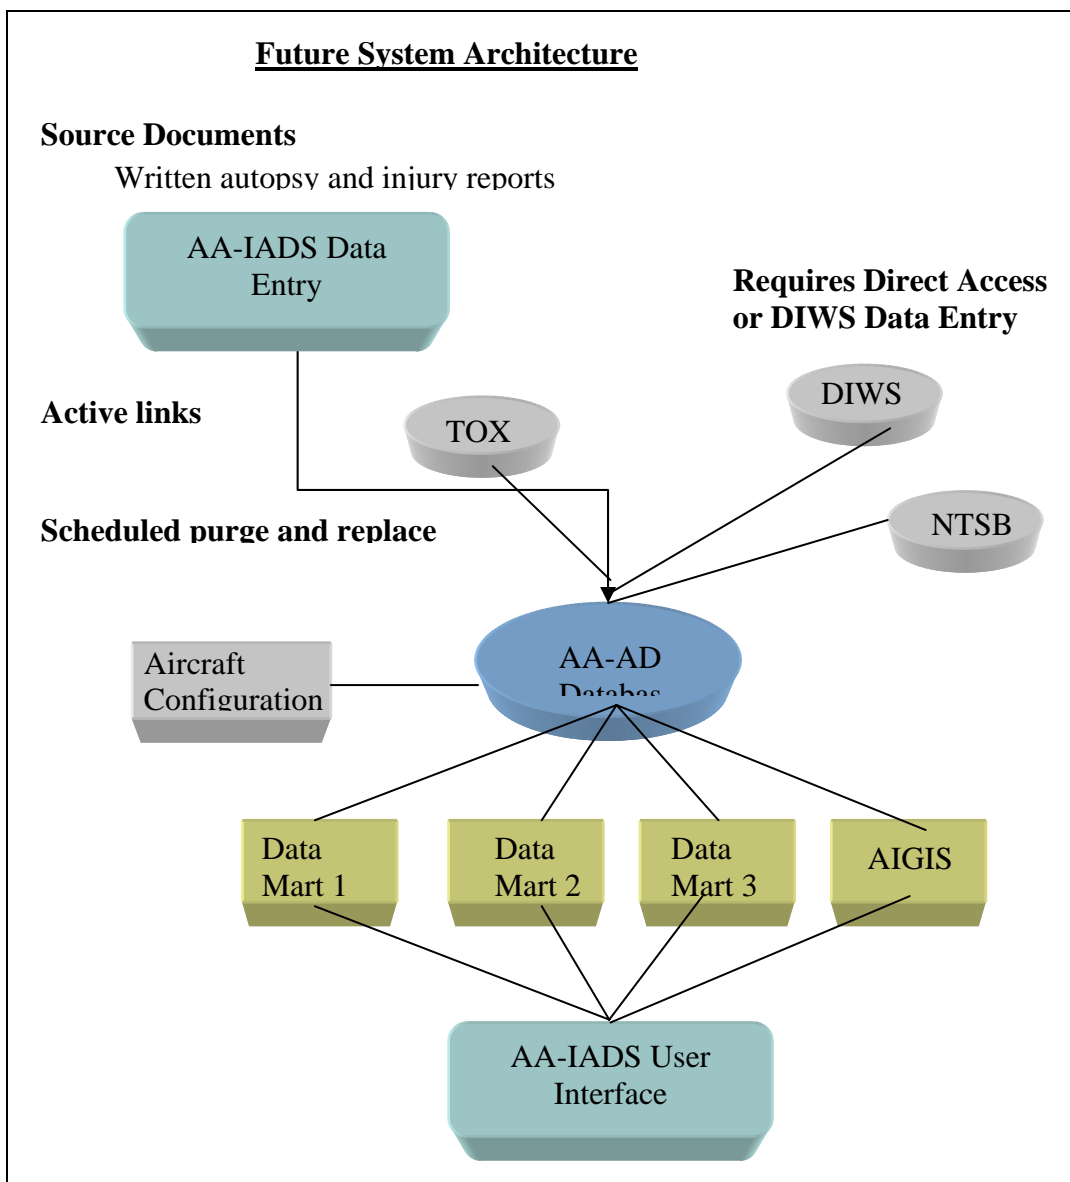 Future System Architecture
Source Documents
Written autopsy and injury reports
AA-IADS Data
Entry
Requires Direct Access
or DIWS Data Entry
DIWS
Active links
TOX
NTSB
Scheduled purge and replace
Aircraft
Configuration
AA-AD
Databas
Data
Mart 1
Data
Mart 2
Data
Mart 3
AIGIS
AA-IADS User
Interface